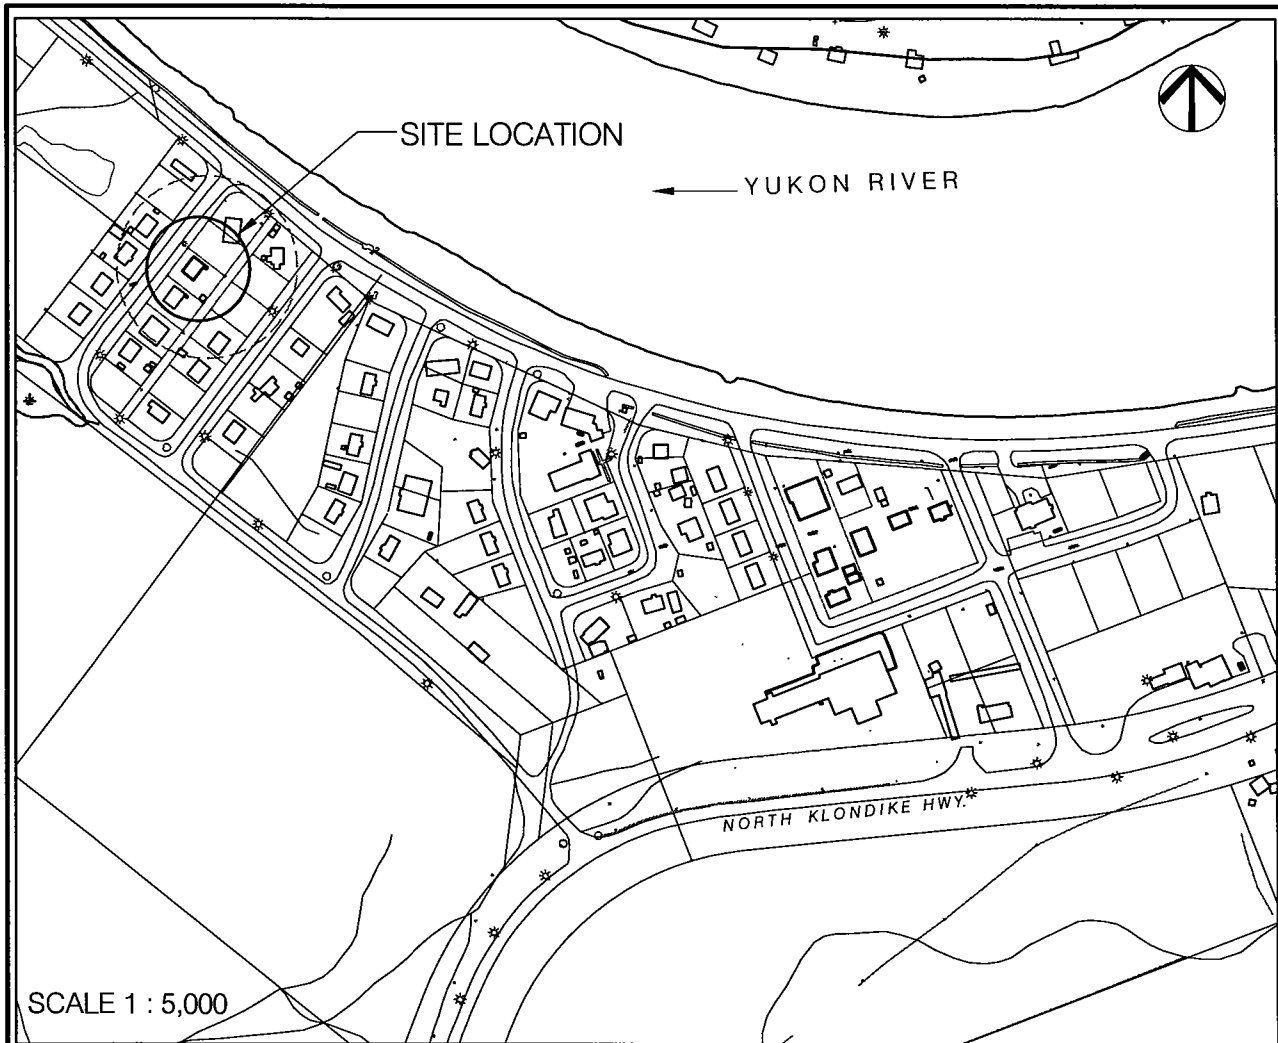 SITE LOCATION
YUKON RIVER
NORTH KLONDIKE HWY.
SCALE 1 : 5,000